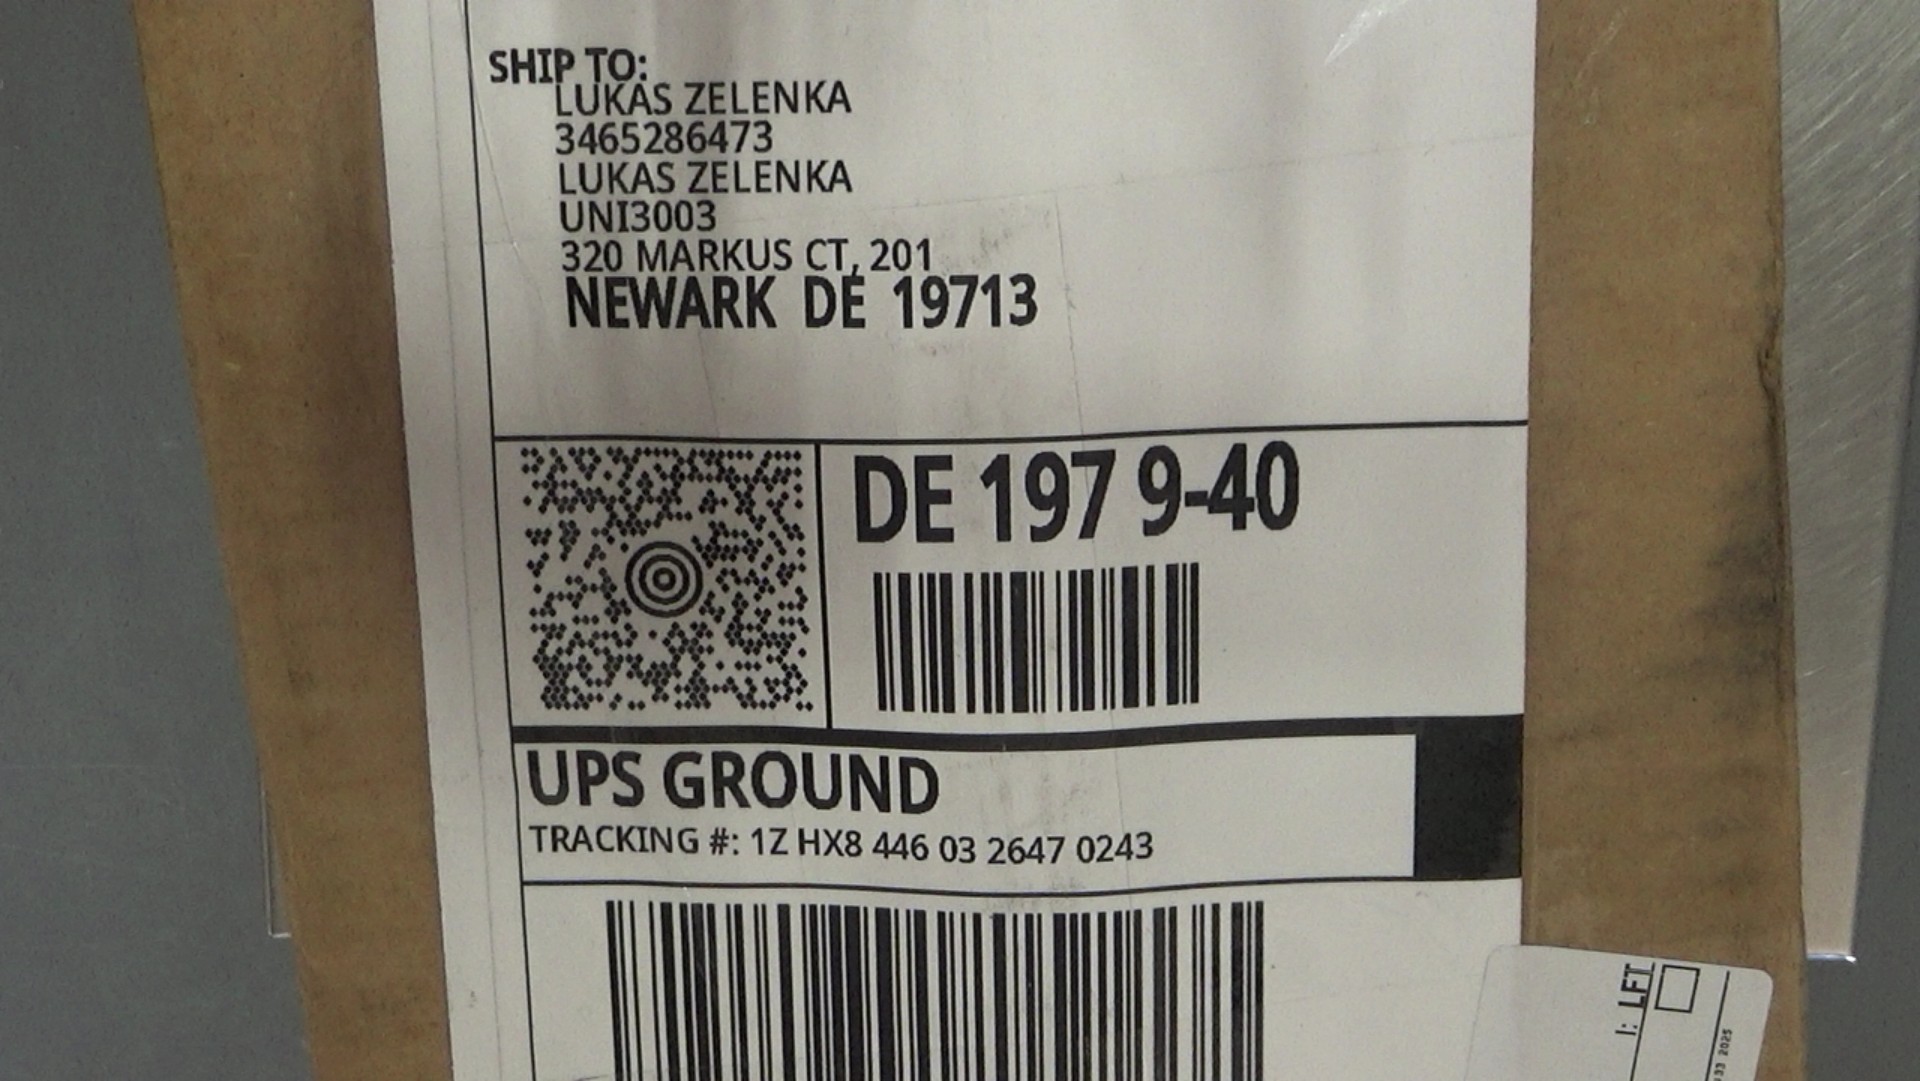 SHIP TO:
LUKAS ZELENKA
3465286473
LUKAS ZELENKA
UNI3003
320 MARKUS CT, 201
NEWARK DE 19713
DE 197 9-40
UPS GROUND
TRACKING #: 1Z HX8 446 03 2647 0243
LFT
2025